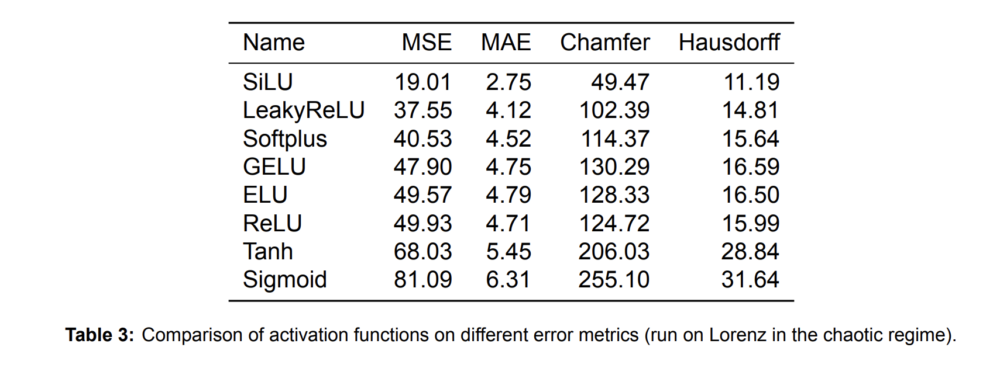 Name MSE MAE Chamfer Hausdorff
SiLU 19.01 2.75 49.47 11.19
LeakyReLU 37.55 4.12 102.39 14.81
Softplus 40.53 4.52 114.37 15.64
GELU 47.90 4.75 130.29 16.59
ELU 49.57 4.79 128.33 16.50
ReLU 49.93 4.71 124.72 15.99
Tanh 68.03 5.45 206.03 28.84
Sigmoid 81.09 6.31 255.10 31.64
Table 3: Comparison of activation functions on different error metrics (run on Lorenz in the chaotic regime).